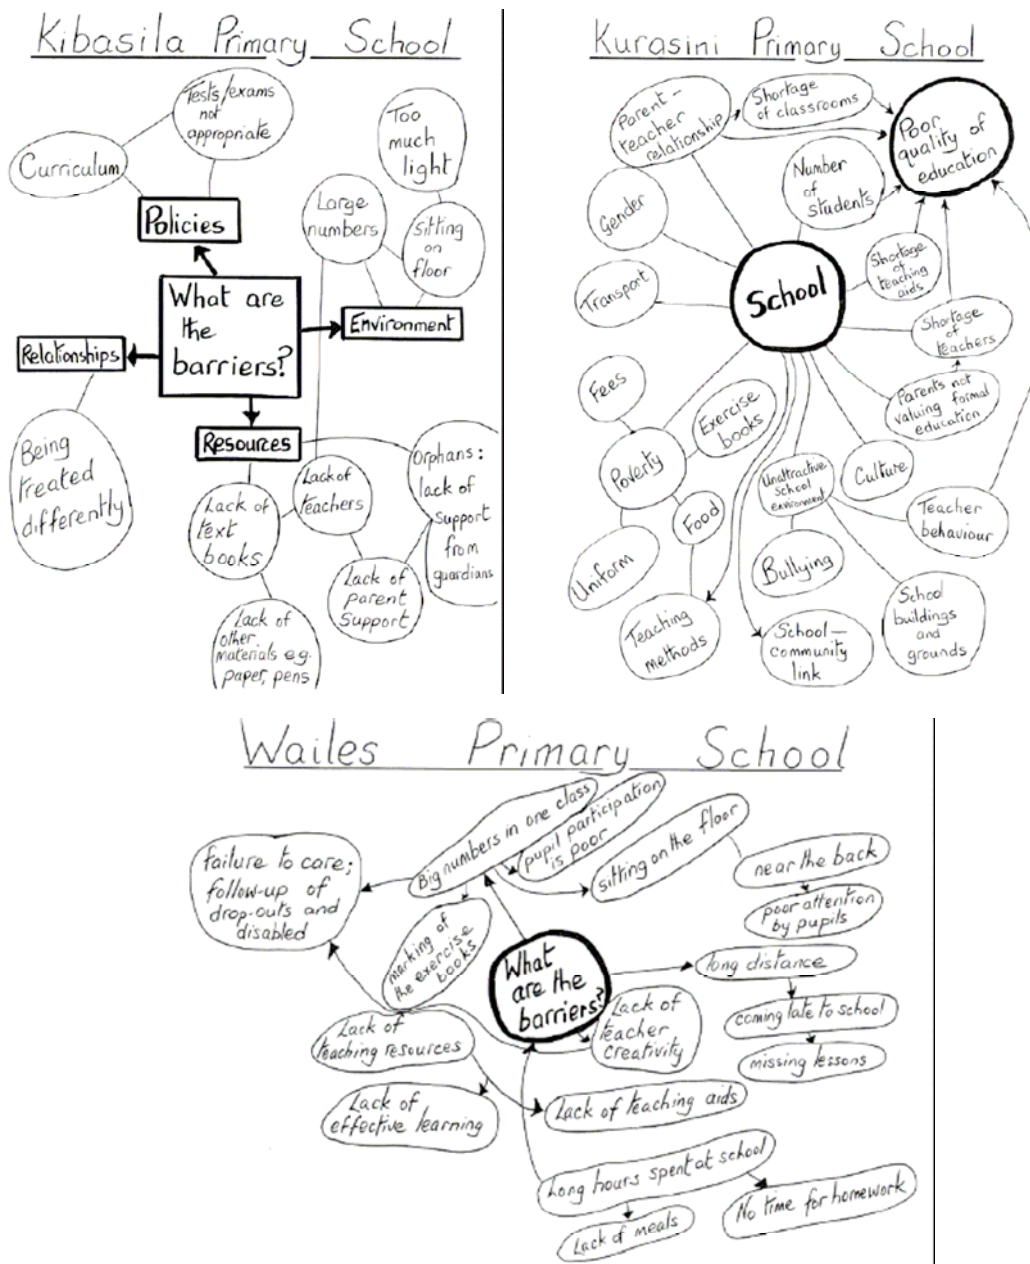 Kibasila Primary School
Tests/exams
not
appropriate
Curriculum
Policies
Too
much
light
Large
numbers
sitting
on
floor
What are
the
barriers?
Environment
Relationships
Resources
Being
treated
differently
Lack of
text
books
Lack of
teachers
Orphans:
lack of
support
from
guardians
Lack of
parent
support
Lack of
other
materials e.g.
paper, pens
Kurasini Primary School
Parent-
teacher
relationship
Shortage
of classrooms
Poor
quality of
education
Number
of
students
Gender
Transport
School
Shortage
of
teaching
aids
Shortage
of
teachers
Parents not
valuing formal
education
Fees
Exercise
books
Poverty
Food
Uniform
Teaching
methods
Unattractive
school
environment
Culture
Teacher
behaviour
Bullying
School
buildings
and
grounds
School-
community
link
Wailes Primary School
Big numbers in one class
pupil participation
is poor
sitting on the floor
near the back
poor attention
by pupils
failure to care;
follow-up of
drop-outs and
disabled
marking of
the exercise
books
What
are the
barriers?
long distance
coming late to school
missing lessons
Lack of
teacher
creativity
Lack of
teaching resources
Lack of
effective learning
Lack of teaching aids
Long hours spent at school
No time for homework
Lack of meals